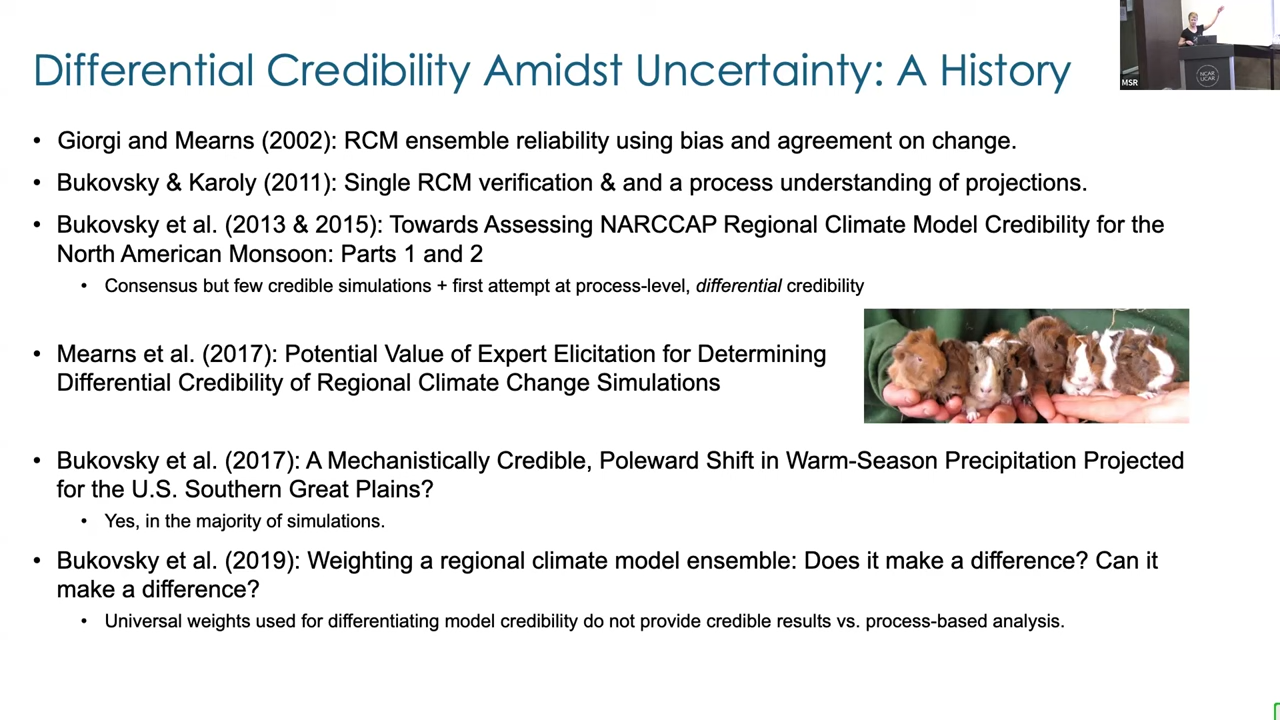 Differential Credibility Amidst Uncertainty: A History
MSR
NCAR
UCAR
• Giorgi and Mearns (2002): RCM ensemble reliability using bias and agreement on change.
• Bukovsky & Karoly (2011): Single RCM verification & and a process understanding of projections.
• Bukovsky et al. (2013 & 2015): Towards Assessing NARCCAP Regional Climate Model Credibility for the
North American Monsoon: Parts 1 and 2
• Consensus but few credible simulations + first attempt at process-level, differential credibility
• Mearns et al. (2017): Potential Value of Expert Elicitation for Determining
Differential Credibility of Regional Climate Change Simulations
• Bukovsky et al. (2017): A Mechanistically Credible, Poleward Shift in Warm-Season Precipitation Projected
for the U.S. Southern Great Plains?
• Yes, in the majority of simulations.
• Bukovsky et al. (2019): Weighting a regional climate model ensemble: Does it make a difference? Can it
make a difference?
• Universal weights used for differentiating model credibility do not provide credible results vs. process-based analysis.